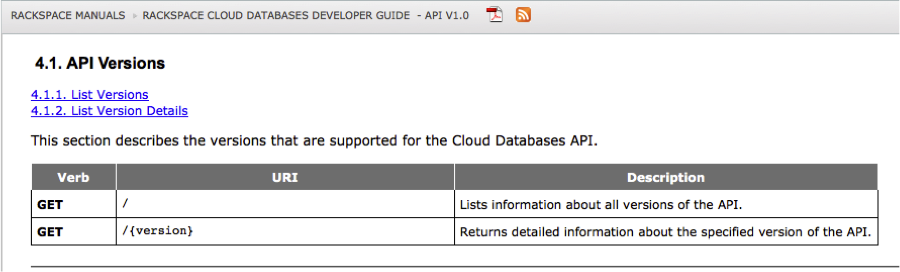 RACKSPACE MANUALS ▸ RACKSPACE CLOUD DATABASES DEVELOPER GUIDE - API V1.0
4.1. API Versions
4.1.1. List Versions
4.1.2. List Version Details
This section describes the versions that are supported for the Cloud Databases API.
Verb URI Description
GET / Lists information about all versions of the API.
GET /{version} Returns detailed information about the specified version of the API.